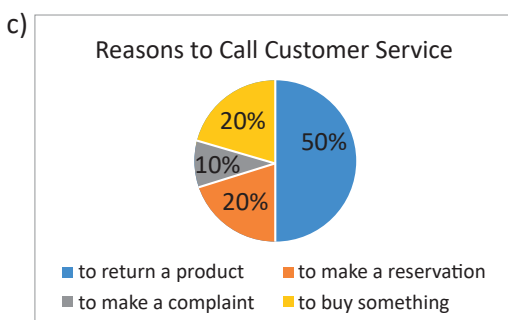 c)
Reasons to Call Customer Service
20%
50%
10%
20%
to return a product
to make a reservation
to make a complaint
to buy something